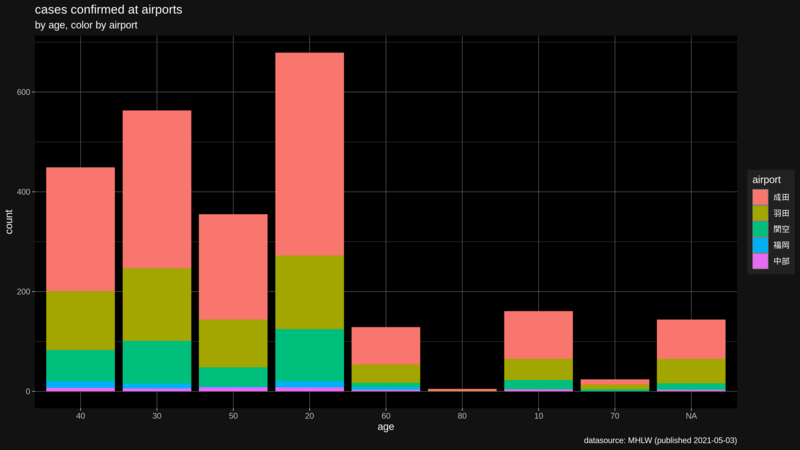 cases confirmed at airports
by age, color by airport
600
400
200
0
count
40 30 50 20 60 80 10 70 NA
age
airport
成田
羽田
関空
福岡
中部
datasource: MHLW (published 2021-05-03)